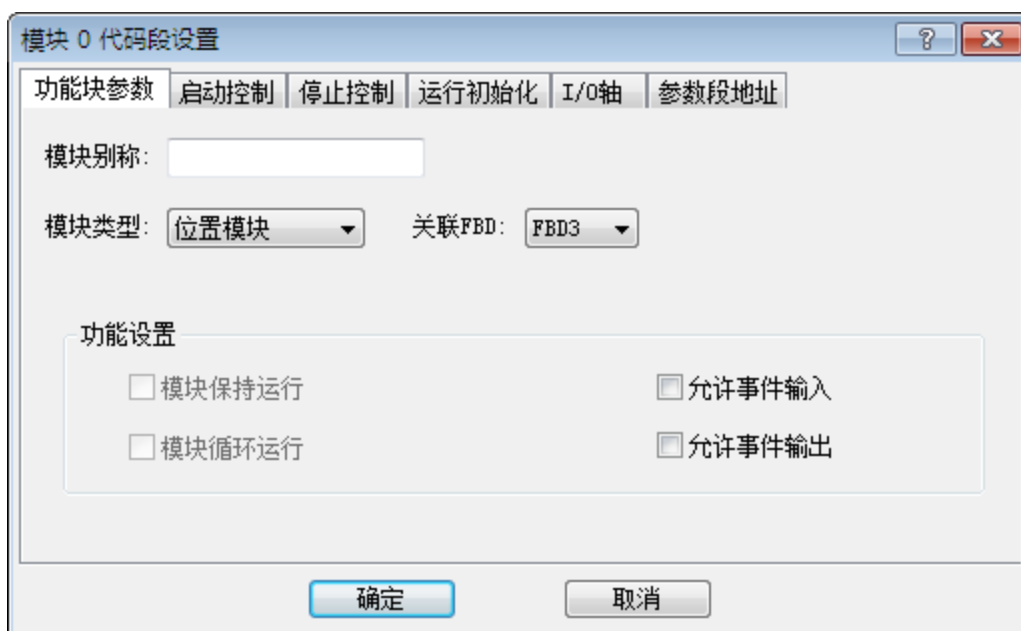 模块 0 代码段设置
功能块参数 启动控制 停止控制 运行初始化 I/O轴 参数段地址
模块别称:
模块类型: 位置模块 关联FBD: FBD3
功能设置
模块保持运行 允许事件输入
模块循环运行 允许事件输出
确定 取消